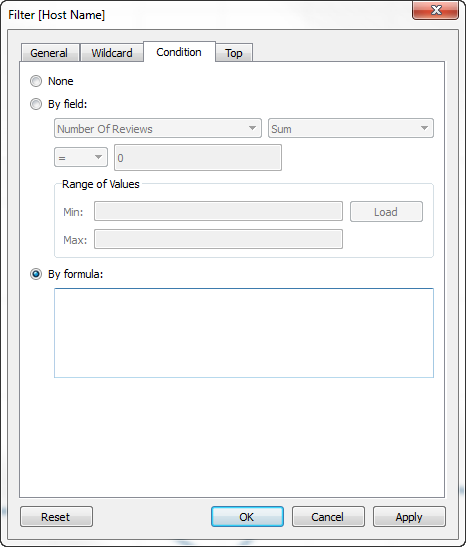 Filter [Host Name]
General Wildcard Condition Top
None
By field:
Number Of Reviews Sum
= 0
Range of Values
Min: Load
Max:
By formula:
Reset OK Cancel Apply